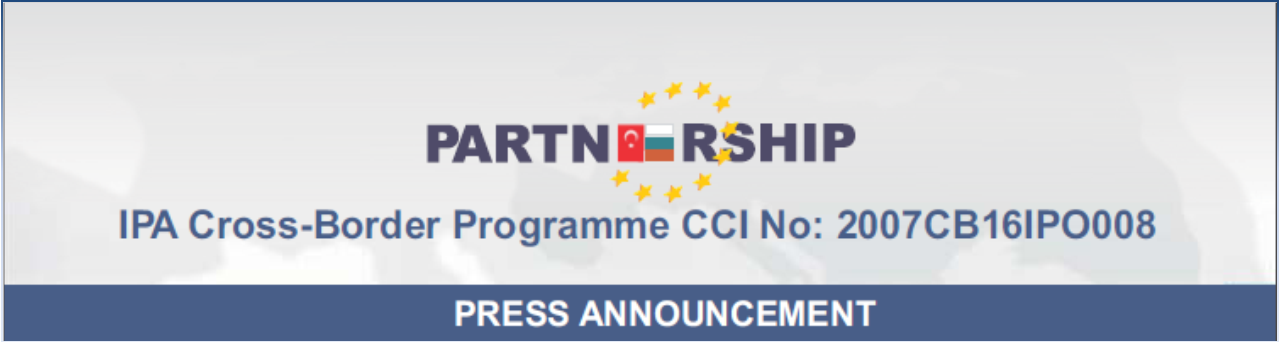 PARTNERSHIP
IPA Cross-Border Programme CCI No: 2007CB16IPO008
PRESS ANNOUNCEMENT